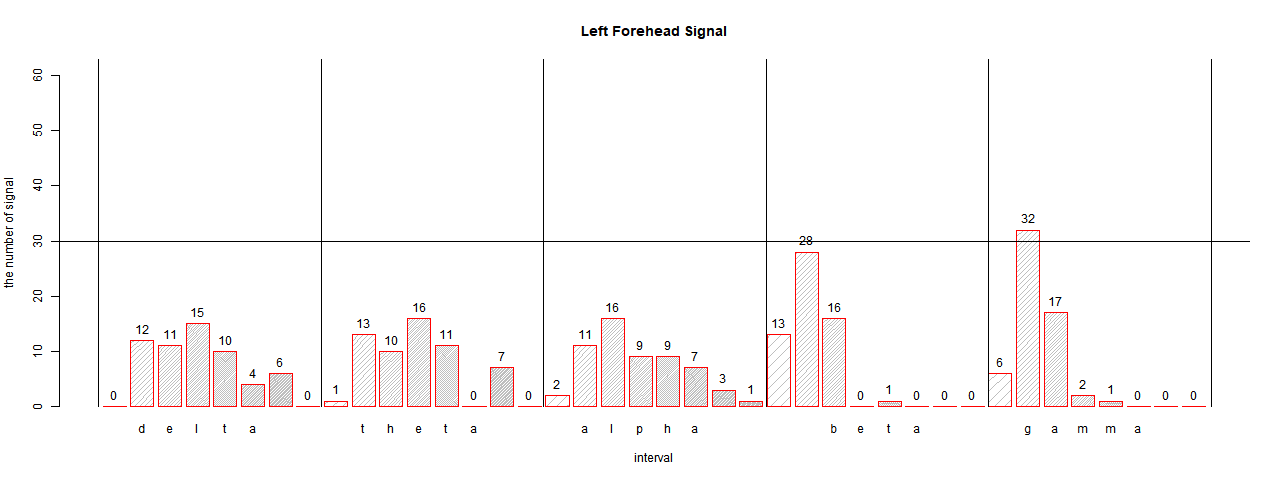 Left Forehead Signal
the number of signal
60
50
40
30
20
10
0
0 12 11 15 10 4 6 0
1 13 10 16 11 0 7 0
2 11 16 9 9 7 3 1
13 28 16 0 1 0 0 0
6 32 17 2 1 0 0 0
d e l t a t h e t a a l p h a b e t a g a m m a
interval